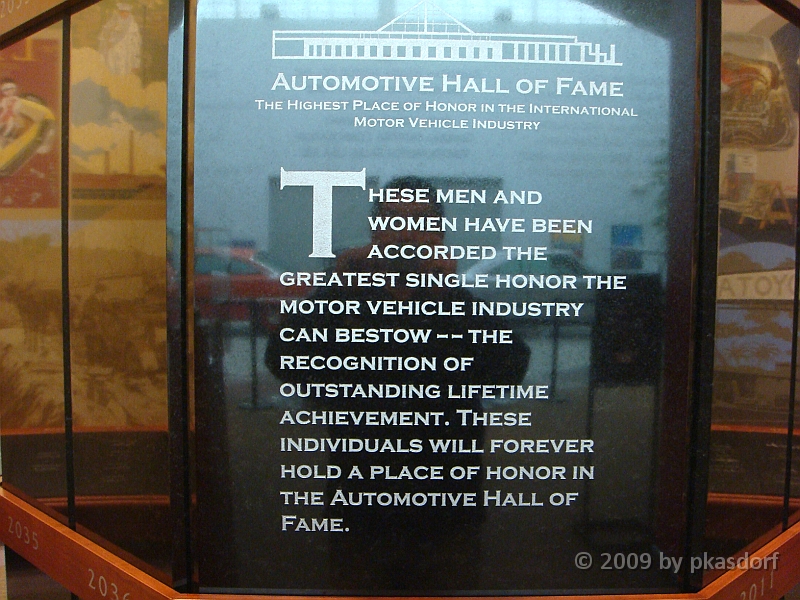 AUTOMOTIVE HALL OF FAME
THE HIGHEST PLACE OF HONOR IN THE INTERNATIONAL
MOTOR VEHICLE INDUSTRY
THESE MEN AND
WOMEN HAVE BEEN
ACCORDED THE
GREATEST SINGLE HONOR THE
MOTOR VEHICLE INDUSTRY
CAN BESTOW -- THE
RECOGNITION OF
OUTSTANDING LIFETIME
ACHIEVEMENT. THESE
INDIVIDUALS WILL FOREVER
HOLD A PLACE OF HONOR IN
THE AUTOMOTIVE HALL OF
FAME.
2035
2036
2011
© 2009 by pkasdorf